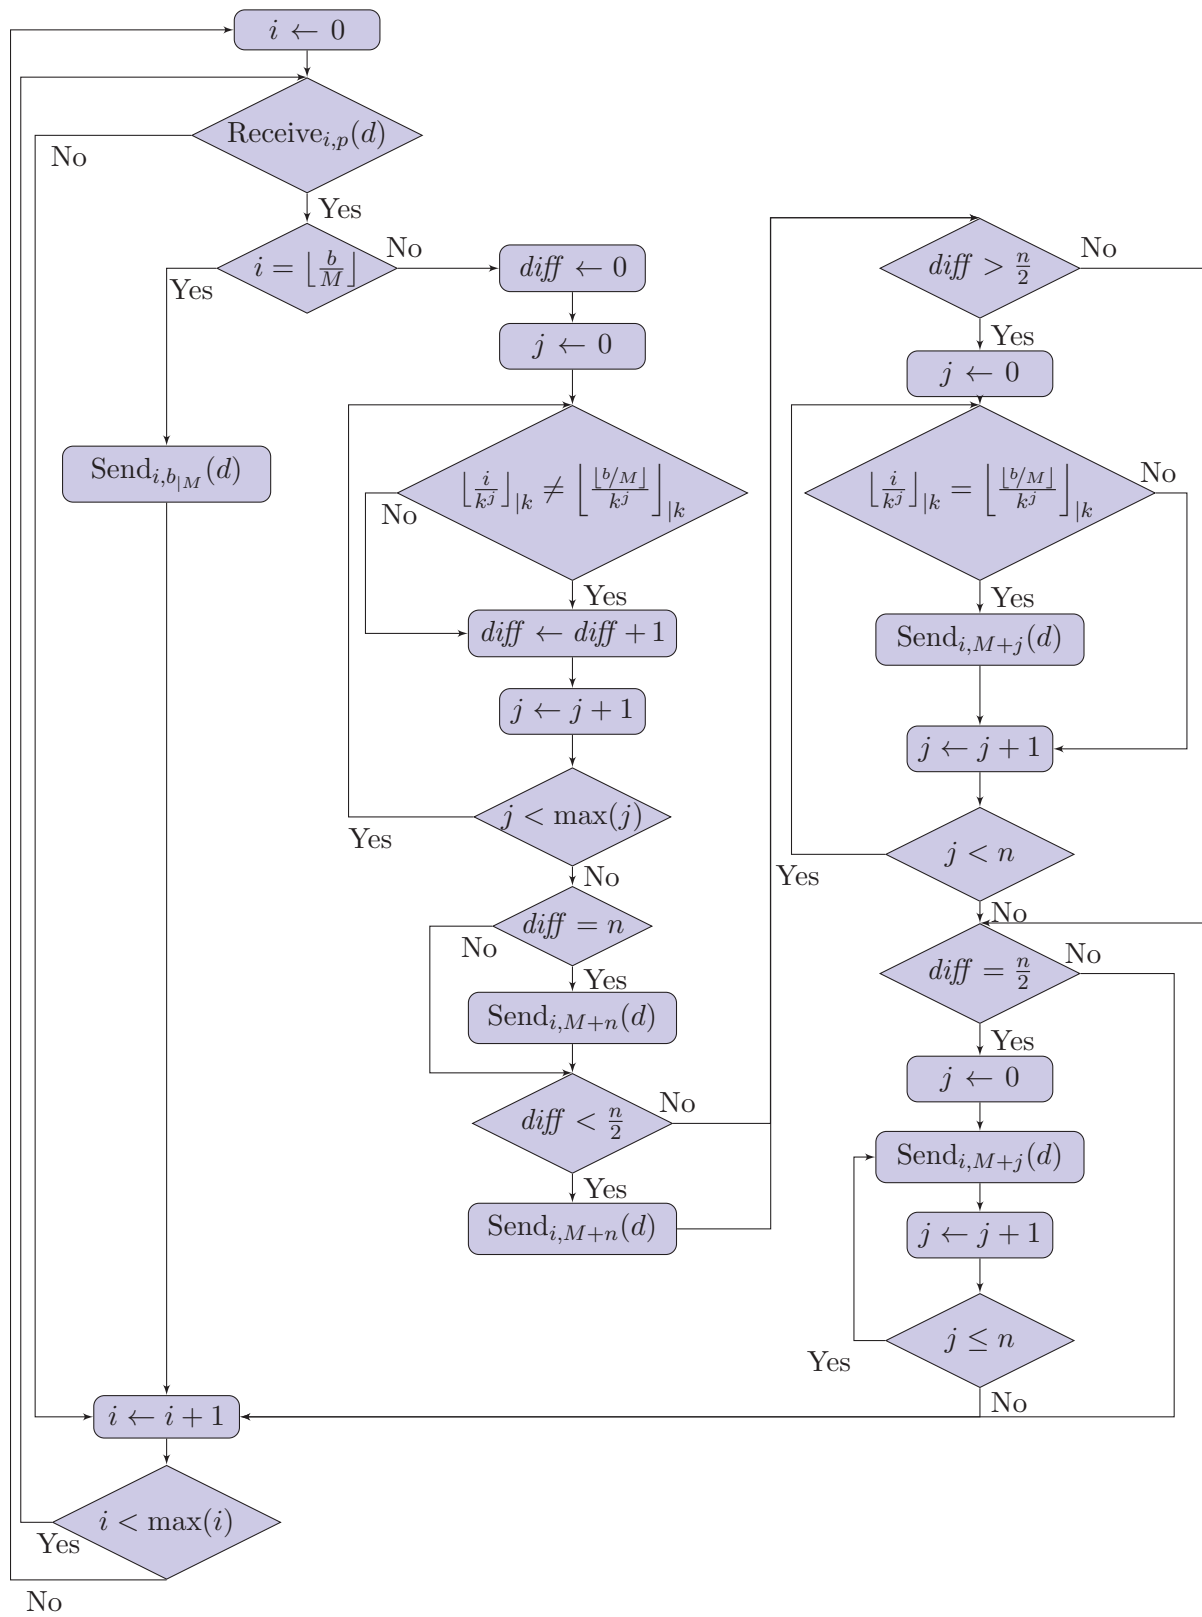 i ← 0
Receive_{i,p}(d)
No
Yes
i = ⌊b/M⌋
No
Yes
diff ← 0
j ← 0
Send_{i,b_{|M}}(d)
⌊i/k^j⌋_{|k} ≠ ⌊⌊b/M⌋/k^j⌋_{|k}
No
Yes
diff ← diff + 1
j ← j + 1
j < max(j)
Yes
No
diff = n
No
Yes
Send_{i,M+n}(d)
diff < n/2
No
Yes
Send_{i,M+n}(d)
diff > n/2
No
Yes
j ← 0
⌊i/k^j⌋_{|k} = ⌊⌊b/M⌋/k^j⌋_{|k}
No
Yes
Send_{i,M+j}(d)
j ← j + 1
j < n
Yes
No
diff = n/2
No
Yes
j ← 0
Send_{i,M+j}(d)
j ← j + 1
j ≤ n
Yes
No
i ← i + 1
i < max(i)
Yes
No